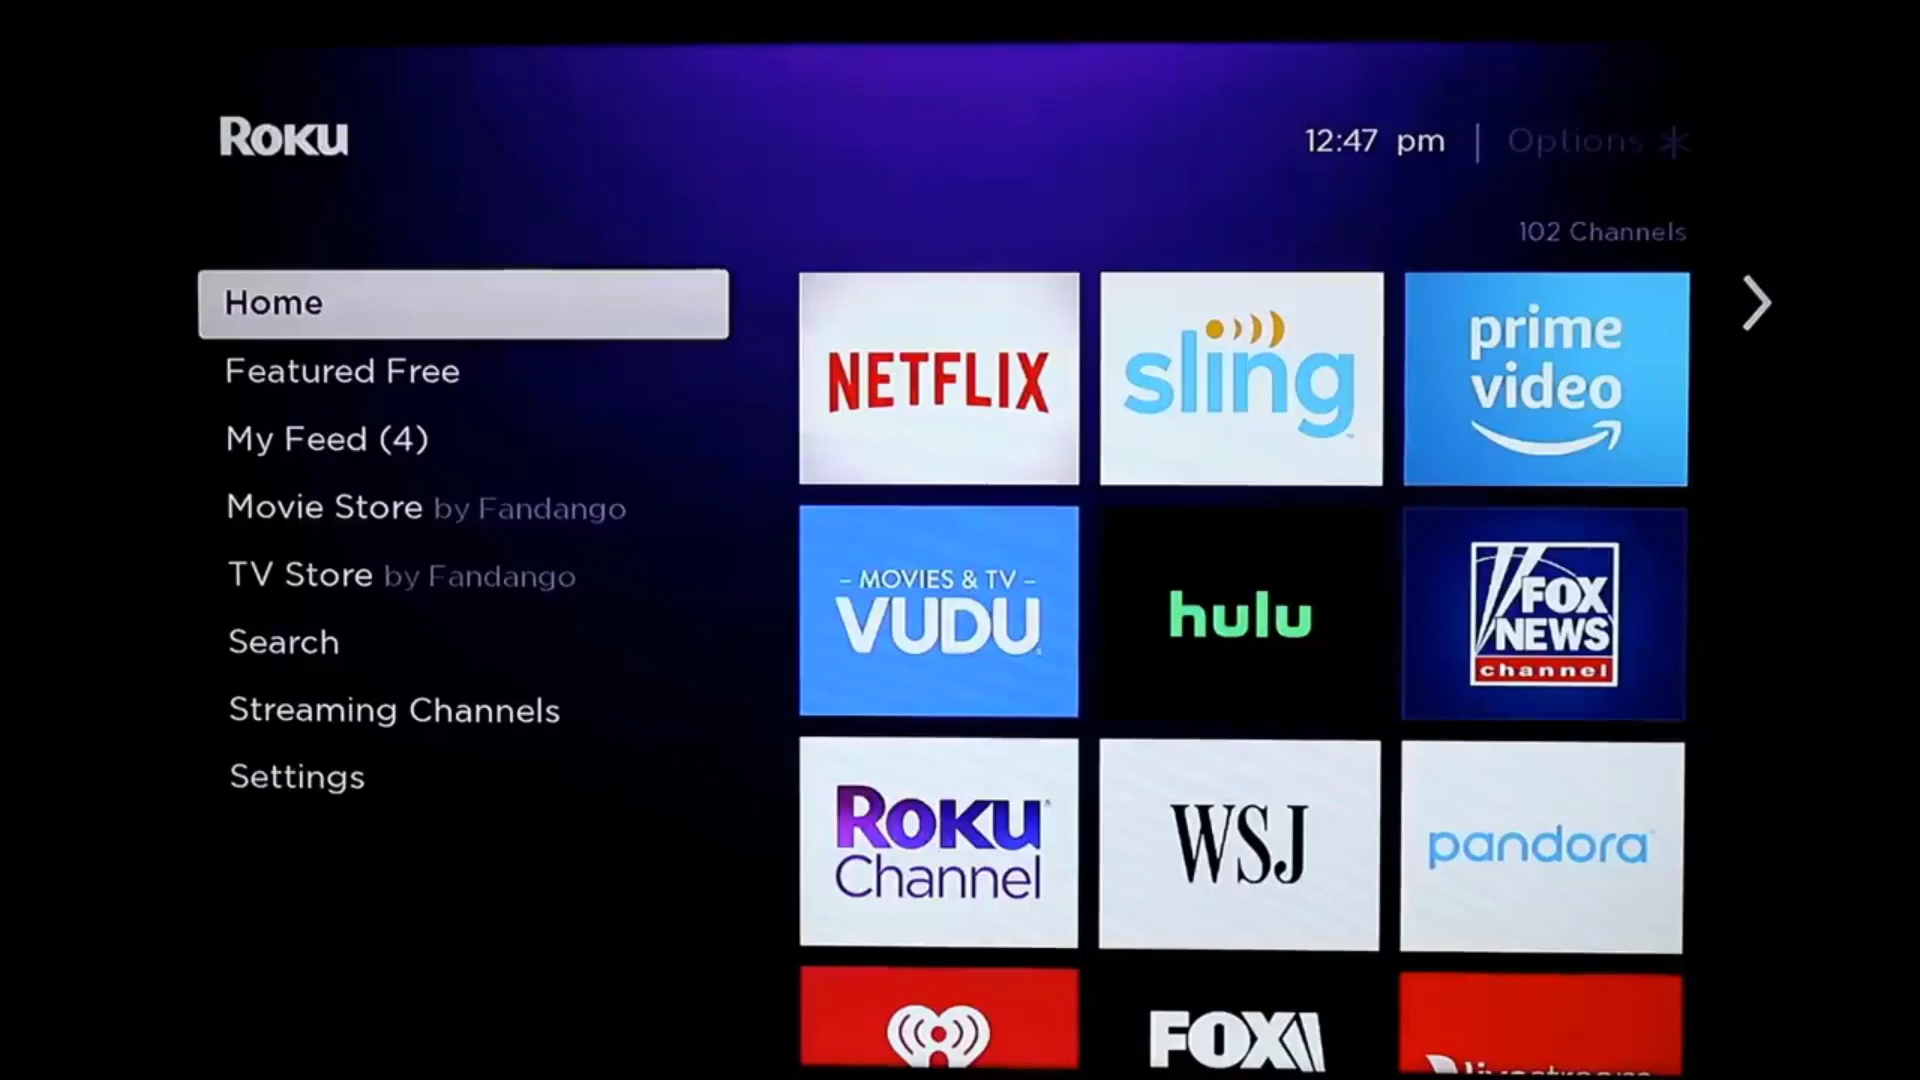 Roku
12:47 pm | Options *
102 Channels
Home
Featured Free
My Feed (4)
Movie Store by Fandango
TV Store by Fandango
Search
Streaming Channels
Settings
NETFLIX
sling
prime
video
– MOVIES & TV –
VUDU
hulu
FOX
NEWS
channel
Roku
Channel
WSJ
pandora
FOX
livestream